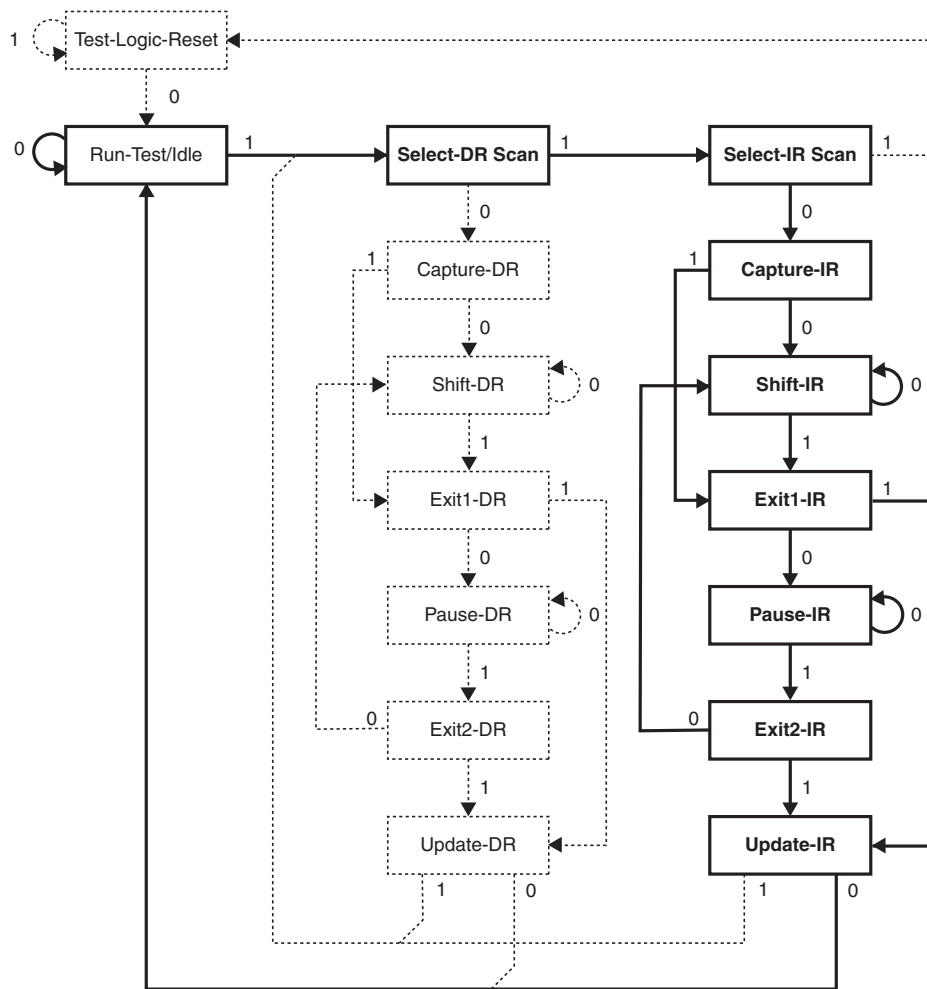 Test-Logic-Reset
1
0
Run-Test/Idle
0
1
Select-DR Scan
1
Select-IR Scan
1
0
0
1
Capture-DR
1
Capture-IR
0
0
Shift-DR
0
Shift-IR
0
1
1
Exit1-DR
1
Exit1-IR
1
0
0
Pause-DR
0
Pause-IR
0
1
1
0
Exit2-DR
0
Exit2-IR
1
1
Update-DR
Update-IR
1
0
1
0